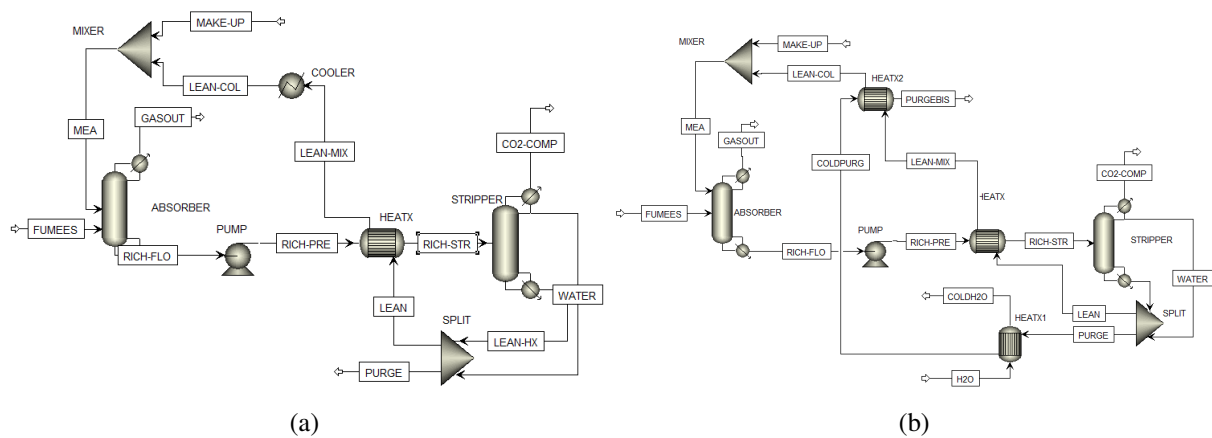 MIXER
MAKE-UP
COOLER
LEAN-COL
GASOUT
MEA
LEAN-MIX
CO2-COMP
STRIPPER
ABSORBER
HEATX
PUMP
FUMEES
RICH-PRE
RICH-STR
RICH-FLO
LEAN
WATER
SPLIT
LEAN-HX
PURGE
(a)
MIXER
MAKE-UP
LEAN-COL
HEATX2
PURGEBIS
MEA
GASOUT
COLDPURG
LEAN-MIX
CO2-COMP
HEATX
FUMEES
ABSORBER
PUMP
RICH-PRE
RICH-STR
STRIPPER
RICH-FLO
WATER
COLDH2O
HEATX1
LEAN
SPLIT
PURGE
H2O
(b)